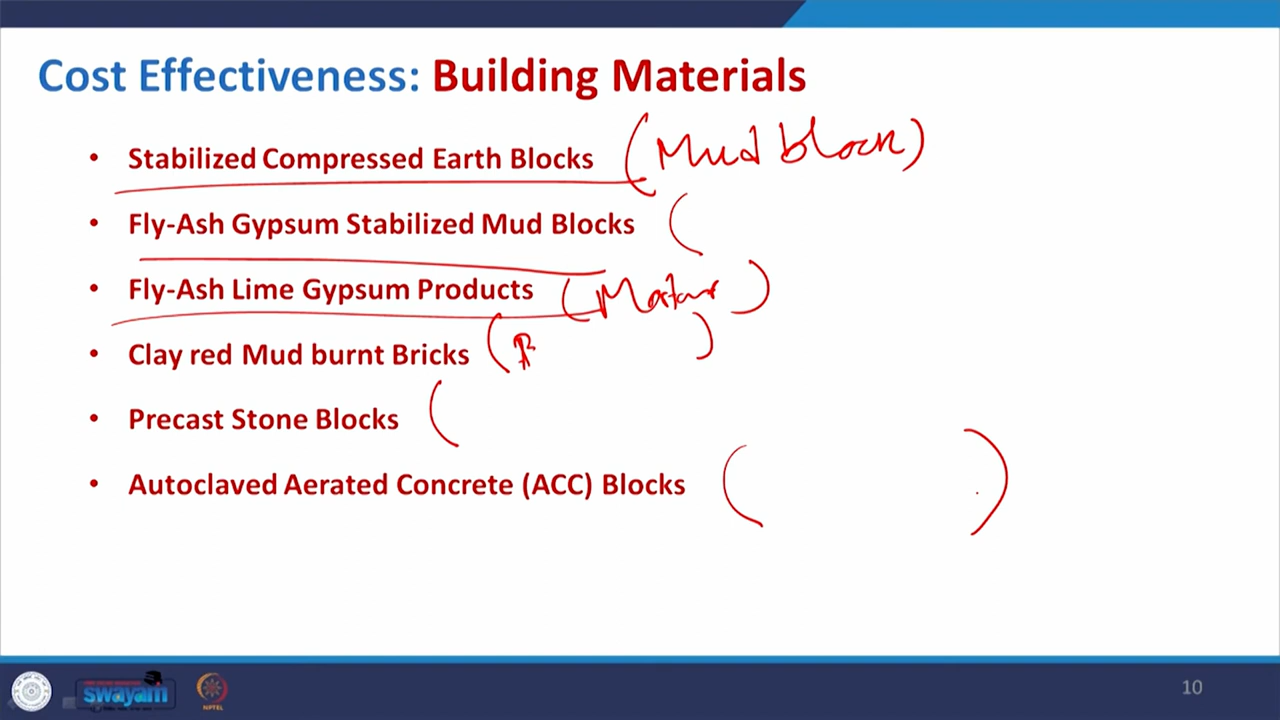 Cost Effectiveness: Building Materials
• Stabilized Compressed Earth Blocks (Mud block)
• Fly-Ash Gypsum Stabilized Mud Blocks (
• Fly-Ash Lime Gypsum Products (Mortar)
• Clay red Mud burnt Bricks ( )
• Precast Stone Blocks (
• Autoclaved Aerated Concrete (ACC) Blocks ( )
swayam
NPTEL
10